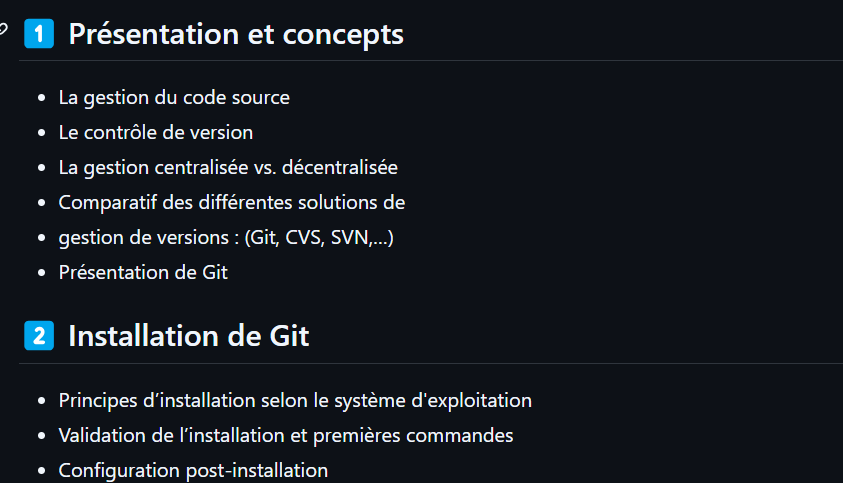 1 Présentation et concepts
La gestion du code source
Le contrôle de version
La gestion centralisée vs. décentralisée
Comparatif des différentes solutions de
gestion de versions : (Git, CVS, SVN,...)
Présentation de Git
2 Installation de Git
Principes d’installation selon le système d'exploitation
Validation de l’installation et premières commandes
Configuration post-installation